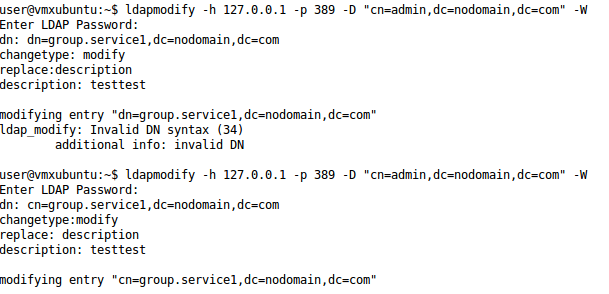 user@vmxubuntu:~$ ldapmodify -h 127.0.0.1 -p 389 -D "cn=admin,dc=nodomain,dc=com" -W
Enter LDAP Password:
dn: dn=group.service1,dc=nodomain,dc=com
changetype: modify
replace:description
description: testtest
modifying entry "dn=group.service1,dc=nodomain,dc=com"
ldap_modify: Invalid DN syntax (34)
        additional info: invalid DN
user@vmxubuntu:~$ ldapmodify -h 127.0.0.1 -p 389 -D "cn=admin,dc=nodomain,dc=com" -W
Enter LDAP Password:
dn: cn=group.service1,dc=nodomain,dc=com
changetype:modify
replace: description
description: testtest
modifying entry "cn=group.service1,dc=nodomain,dc=com"